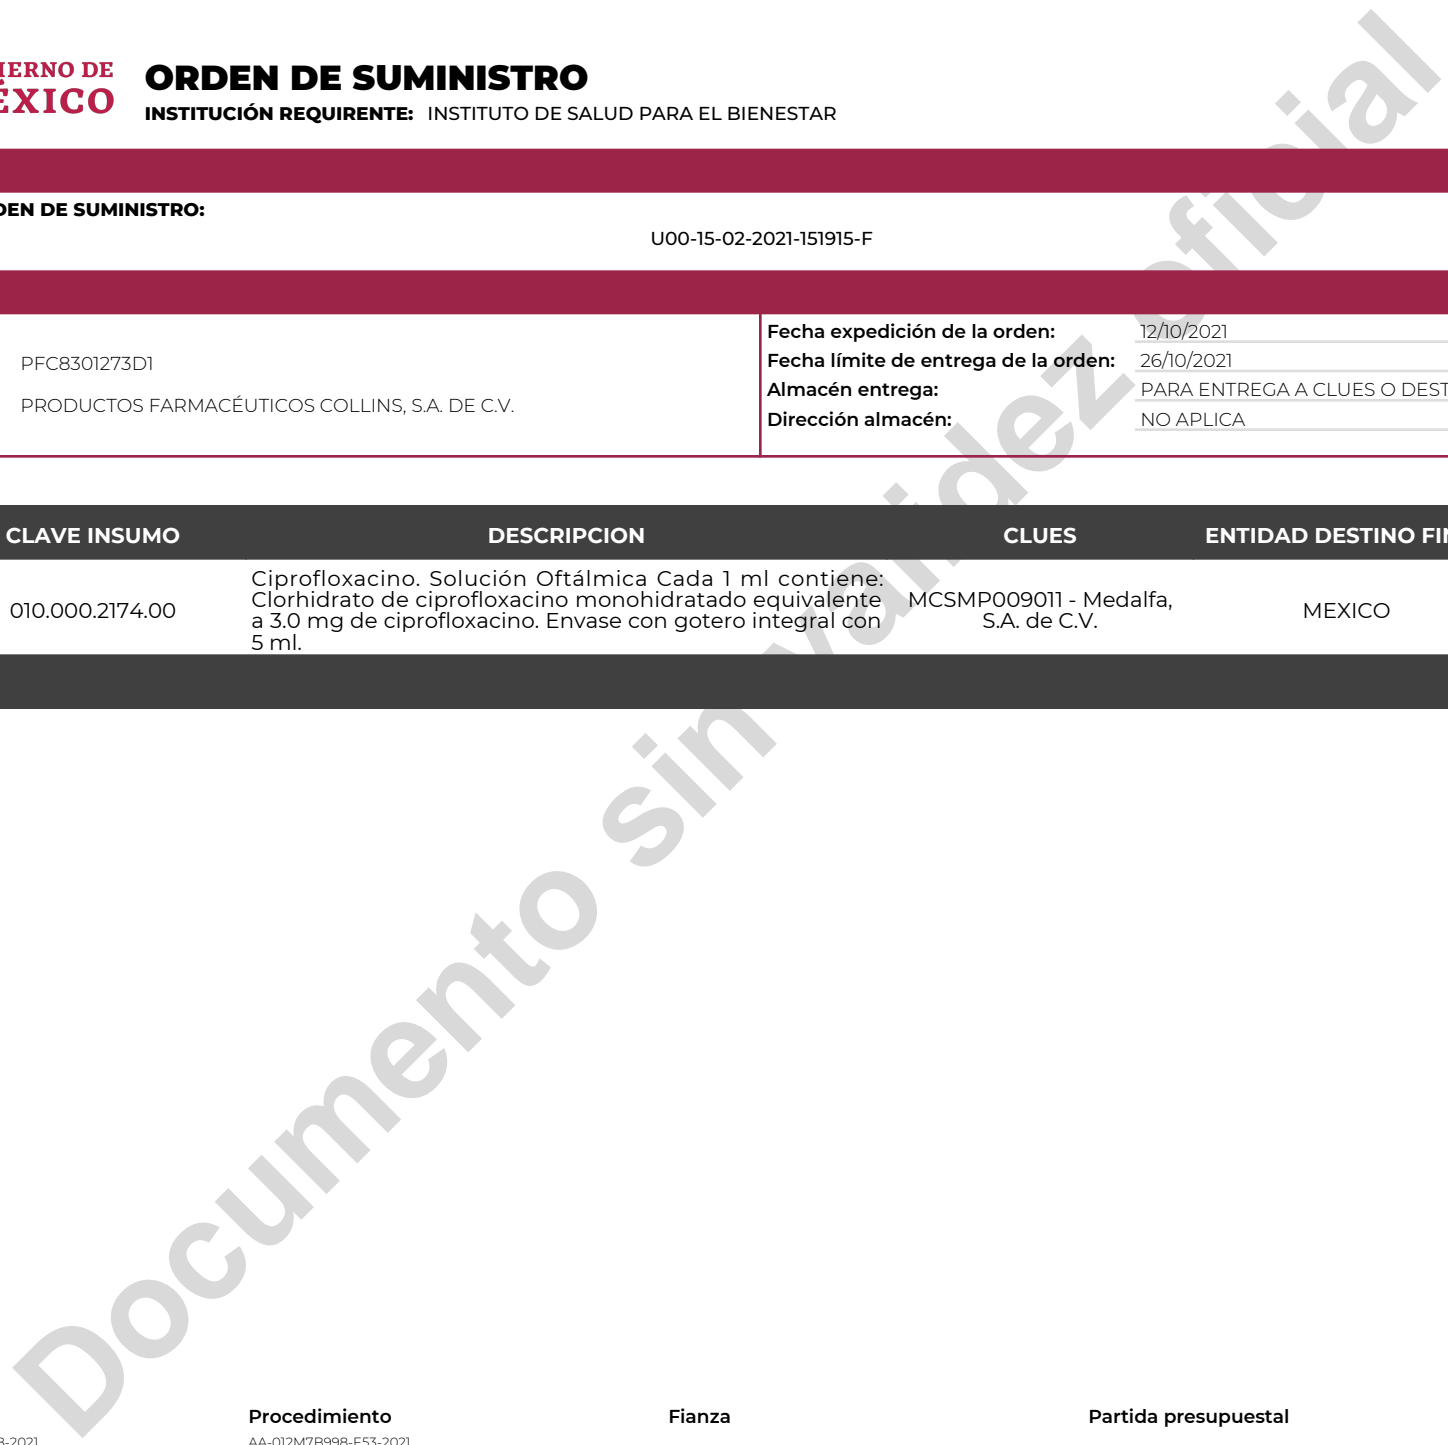 ORDEN DE SUMINISTRO
INSTITUCIÓN REQUIRENTE: INSTITUTO DE SALUD PARA EL BIENESTAR
DE SUMINISTRO:
U00-15-02-2021-151915-F
PFC8301273D1
PRODUCTOS FARMACÉUTICOS COLLINS, S.A. DE C.V.
Fecha expedición de la orden: 12/10/2021
Fecha límite de entrega de la orden: 26/10/2021
Almacén entrega: PARA ENTREGA A CLUES O DEST
Dirección almacén: NO APLICA
CLAVE INSUMO DESCRIPCION CLUES ENTIDAD DESTINO
010.000.2174.00
Ciprofloxacino. Solución Oftálmica Cada 1 ml contiene:
Clorhidrato de ciprofloxacino monohidratado equivalente
a 3.0 mg de ciprofloxacino. Envase con gotero integral con
5 ml.
MCSMP009011 - Medalfa,
S.A. de C.V.
MEXICO
Documento sin validez oficial
Procedimiento Fianza Partida presupuestal
-2021 AA-012M7B998-E53-2021